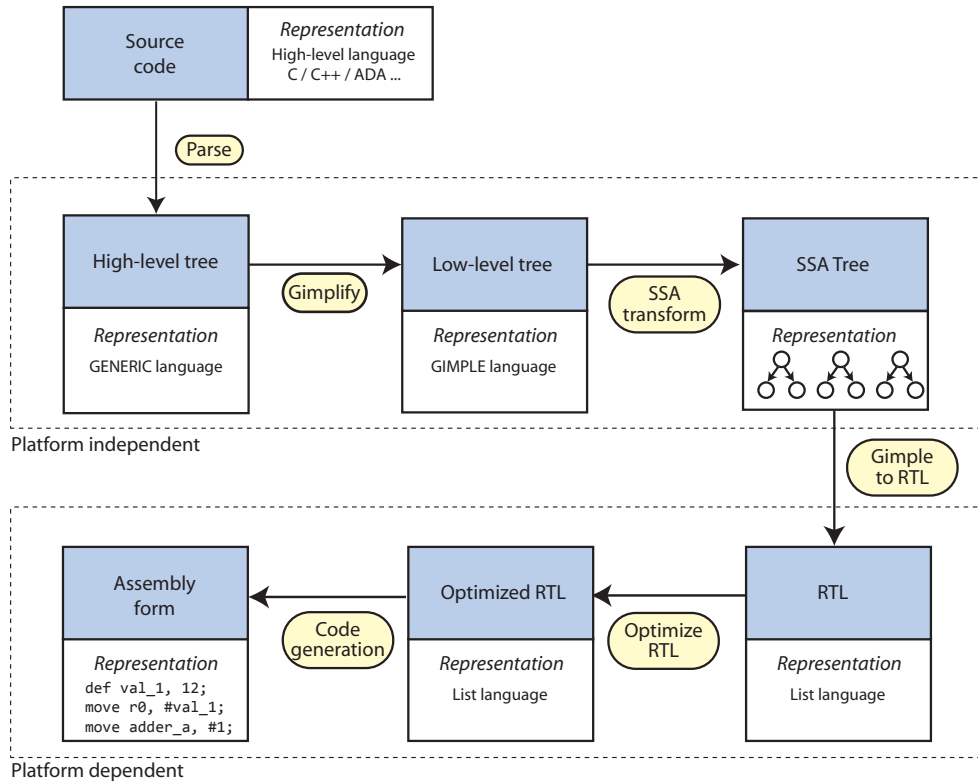 Source
code
Representation
High-level language
C / C++ / ADA ...
Parse
High-level tree
Representation
GENERIC language
Gimplify
Low-level tree
Representation
GIMPLE language
SSA
transform
SSA Tree
Representation
Platform independent
Gimple
to RTL
Assembly
form
Representation
def val_1, 12;
move r0, #val_1;
move adder_a, #1;
Code
generation
Optimized RTL
Representation
List language
Optimize
RTL
RTL
Representation
List language
Platform dependent